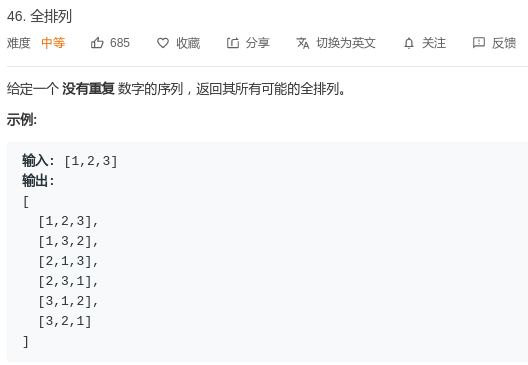 46. 全排列
难度 中等 685 收藏 分享 切换为英文 关注 反馈
给定一个 没有重复 数字的序列，返回其所有可能的全排列。
示例:
输入: [1,2,3]
输出:
[
[1,2,3],
[1,3,2],
[2,1,3],
[2,3,1],
[3,1,2],
[3,2,1]
]